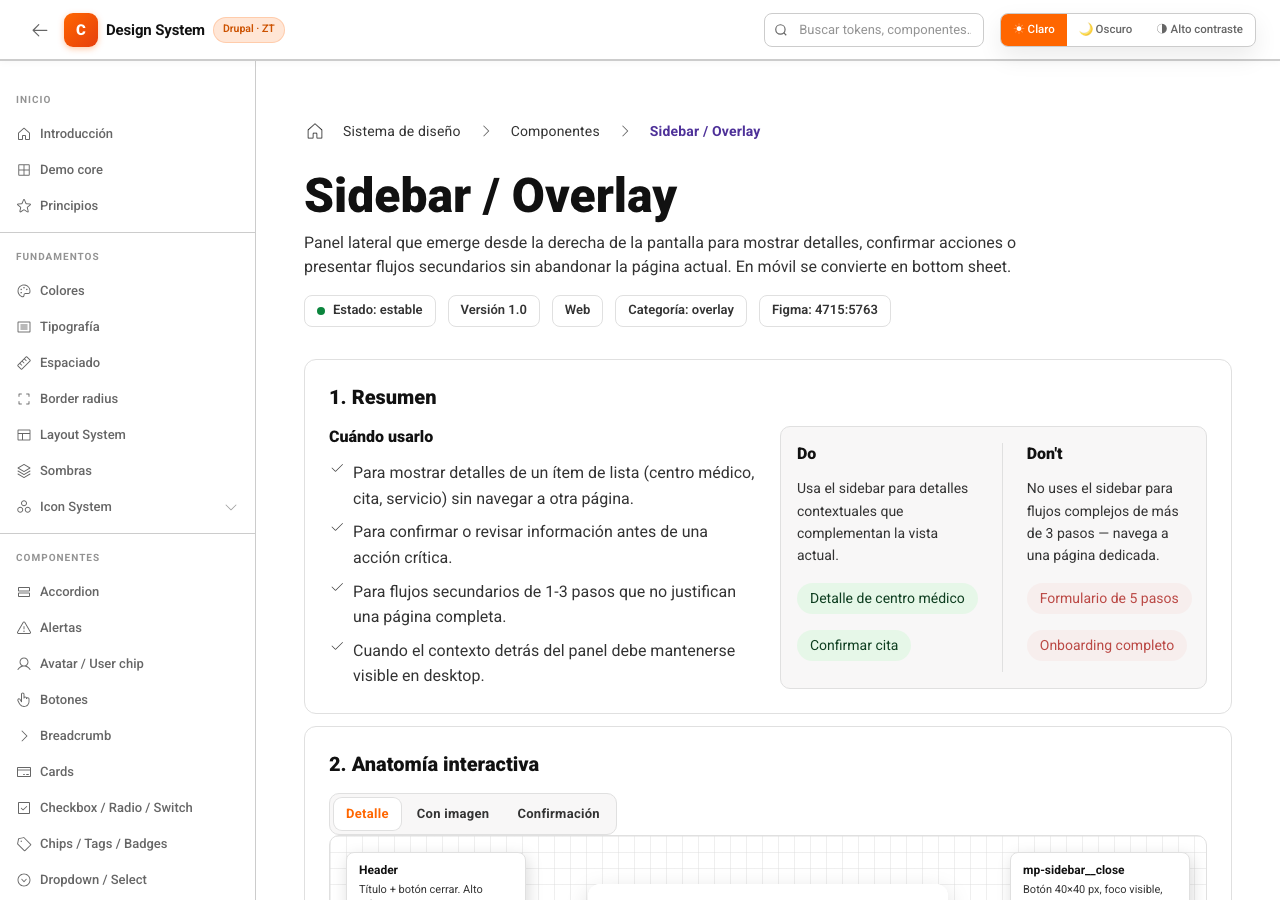 C
Design System
Drupal · ZT
Buscar tokens, componentes.
Claro
Oscuro
Alto contraste
INICIO
Introducción
Demo core
Principios
FUNDAMENTOS
Colores
Tipografía
Espaciado
Border radius
Layout System
Sombras
Icon System
COMPONENTES
Accordion
Alertas
Avatar / User chip
Botones
Breadcrumb
Cards
Checkbox / Radio / Switch
Chips / Tags / Badges
Dropdown / Select
Sistema de diseño
Componentes
Sidebar / Overlay
Sidebar / Overlay
Panel lateral que emerge desde la derecha de la pantalla para mostrar detalles, confirmar acciones o
presentar flujos secundarios sin abandonar la página actual. En móvil se convierte en bottom sheet.
Estado: estable
Versión 1.0
Web
Categoría: overlay
Figma: 4715:5763
1. Resumen
Cuándo usarlo
Para mostrar detalles de un ítem de lista (centro médico,
cita, servicio) sin navegar a otra página.
Para confirmar o revisar información antes de una
acción crítica.
Para flujos secundarios de 1-3 pasos que no justifican
una página completa.
Cuando el contexto detrás del panel debe mantenerse
visible en desktop.
Do
Usa el sidebar para detalles
contextuales que
complementan la vista
actual.
Detalle de centro médico
Confirmar cita
Don't
No uses el sidebar para
flujos complejos de más
de 3 pasos — navega a
una página dedicada.
Formulario de 5 pasos
Onboarding completo
2. Anatomía interactiva
Detalle
Con imagen
Confirmación
Header
Título + botón cerrar. Alto
mp-sidebar__close
Botón 40×40 px, foco visible,